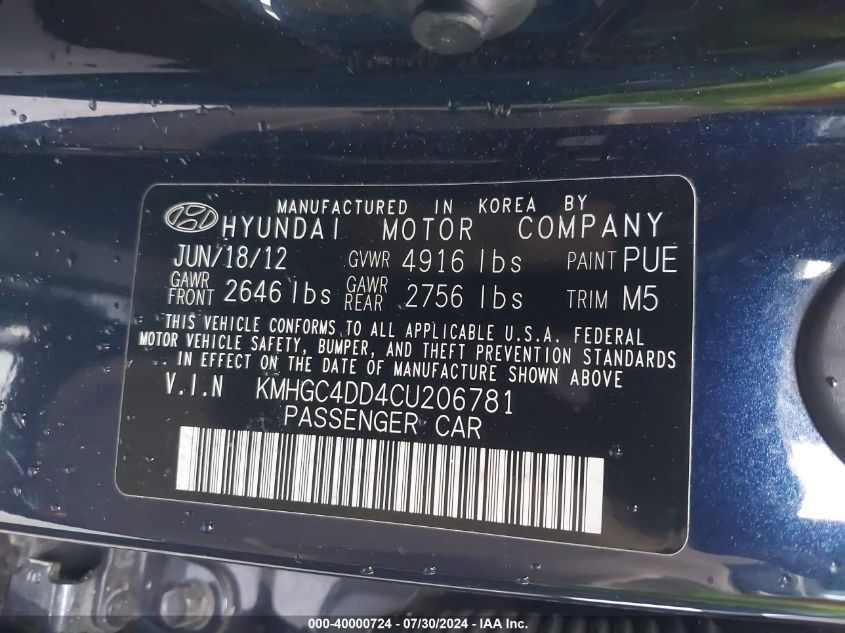 MANUFACTURED IN KOREA BY
HYUNDAI MOTOR COMPANY
JUN/18/12 GVWR 4916 lbs PAINT PUE
GAWR FRONT 2646 lbs GAWR REAR 2756 lbs TRIM M5
THIS VEHICLE CONFORMS TO ALL APPLICABLE U.S.A. FEDERAL
MOTOR VEHICLE SAFETY, BUMPER, AND THEFT PREVENTION STANDARDS
IN EFFECT ON THE DATE OF MANUFACTURE SHOWN ABOVE
V.I.N KMHGC4DD4CU206781
PASSENGER CAR
000-40000724 - 07/30/2024 - IAA Inc.